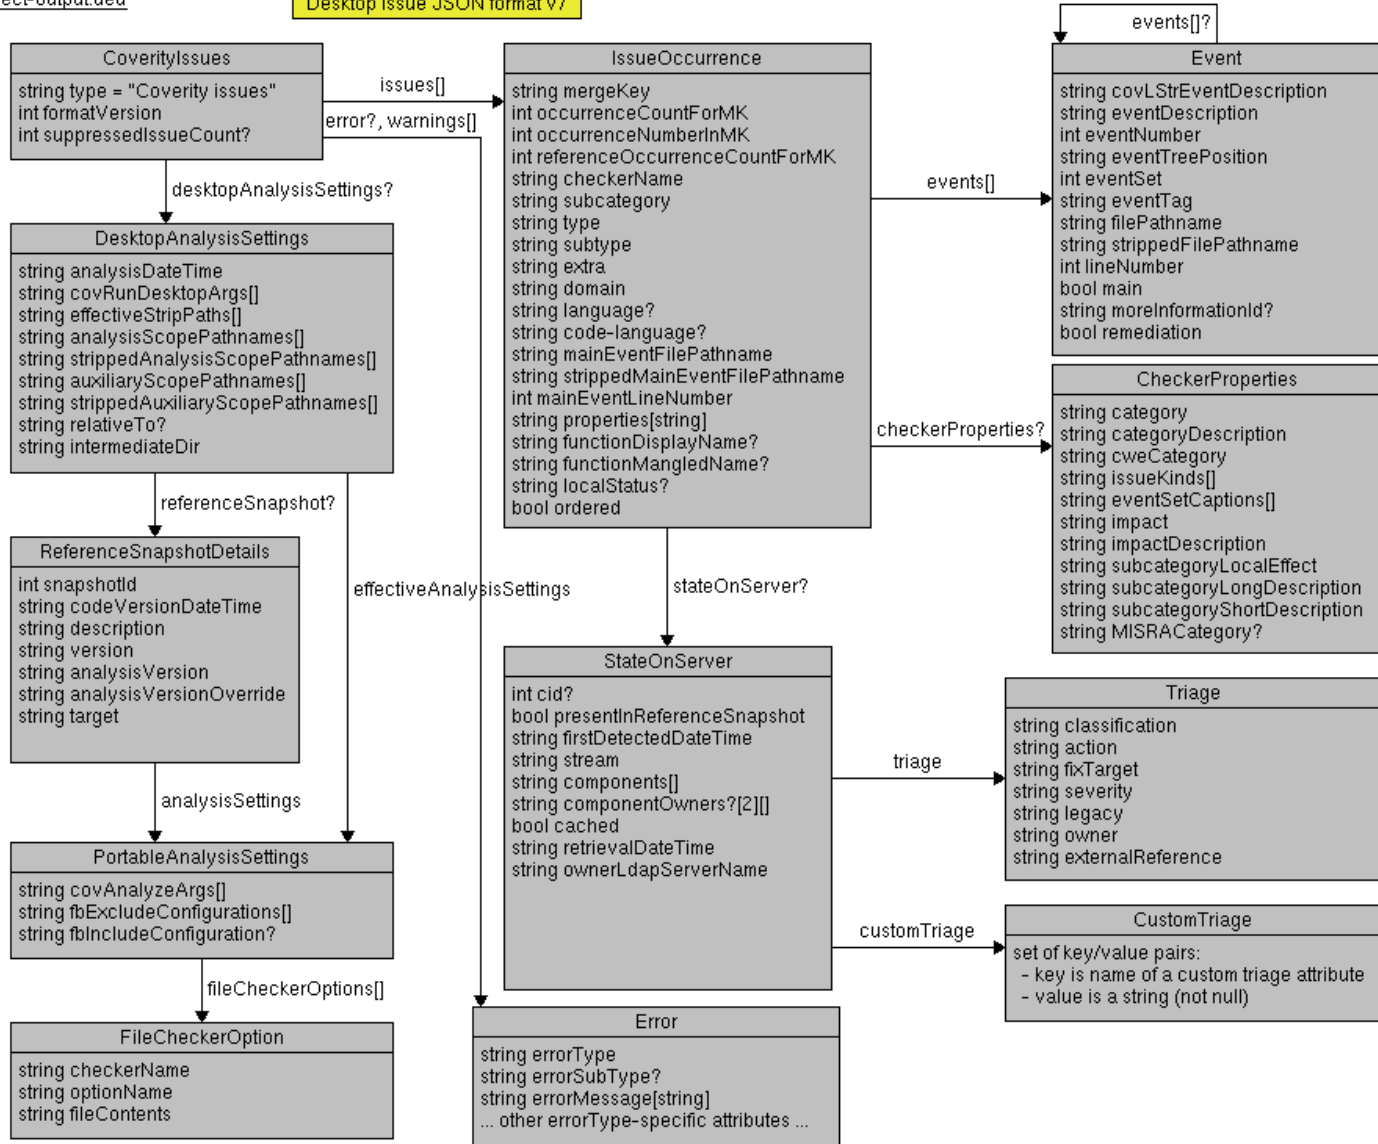 ect-output.ded
Desktop Issue JSON format v7
CoverityIssues
string type = "Coverity issues"
int formatVersion
int suppressedIssueCount?
issues[]
error?, warnings[]
desktopAnalysisSettings?
DesktopAnalysisSettings
string analysisDateTime
string covRunDesktopArgs[]
string effectiveStripPaths[]
string analysisScopePathnames[]
string strippedAnalysisScopePathnames[]
string auxiliaryScopePathnames[]
string strippedAuxiliaryScopePathnames[]
string relativeTo?
string intermediateDir
referenceSnapshot?
effectiveAnalysisSettings
ReferenceSnapshotDetails
int snapshotId
string codeVersionDateTime
string description
string version
string analysisVersion
string analysisVersionOverride
string target
analysisSettings
PortableAnalysisSettings
string covAnalyzeArgs[]
string fbExcludeConfigurations[]
string fbIncludeConfiguration?
fileCheckerOptions[]
FileCheckerOption
string checkerName
string optionName
string fileContents
IssueOccurrence
string mergeKey
int occurrenceCountForMK
int occurrenceNumberInMK
int referenceOccurrenceCountForMK
string checkerName
string subcategory
string type
string subtype
string extra
string domain
string language?
string code-language?
string mainEventFilePathname
string strippedMainEventFilePathname
int mainEventLineNumber
string properties[string]
string functionDisplayName?
string functionMangledName?
string localStatus?
bool ordered
events[]
checkerProperties?
stateOnServer?
StateOnServer
int cid?
bool presentInReferenceSnapshot
string firstDetectedDateTime
string stream
string components[]
string componentOwners?[2][]
bool cached
string retrievalDateTime
string ownerLdapServerName
triage
customTriage
Error
string errorType
string errorSubType?
string errorMessage[string]
... other errorType-specific attributes ...
events[]?
Event
string covLStrEventDescription
string eventDescription
int eventNumber
string eventTreePosition
int eventSet
string eventTag
string filePathname
string strippedFilePathname
int lineNumber
bool main
string moreInformationId?
bool remediation
CheckerProperties
string category
string categoryDescription
string cweCategory
string issueKinds[]
string eventSetCaptions[]
string impact
string impactDescription
string subcategoryLocalEffect
string subcategoryLongDescription
string subcategoryShortDescription
string MISRACategory?
Triage
string classification
string action
string fixTarget
string severity
string legacy
string owner
string externalReference
CustomTriage
set of key/value pairs:
- key is name of a custom triage attribute
- value is a string (not null)